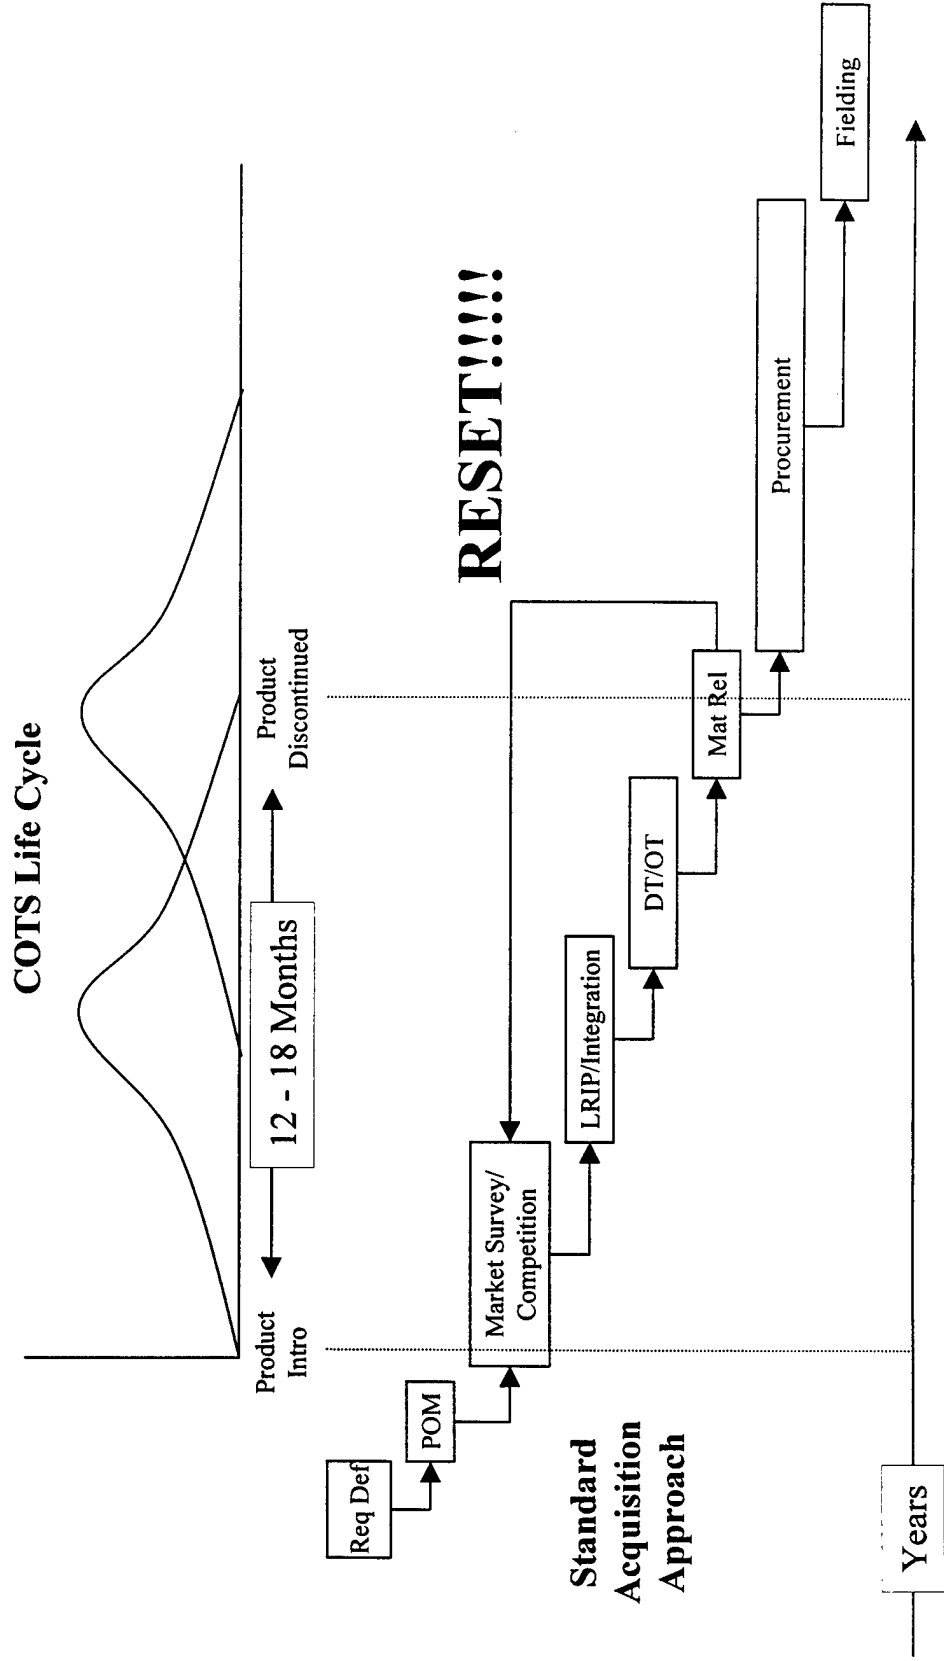 COTS Life Cycle
Product
Intro
12 - 18 Months
Product
Discontinued
Req Def
POM
Market Survey/
Competition
LRIP/Integration
DT/OT
Mat Rel
Procurement
Fielding
RESET!!!!!
Standard
Acquisition
Approach
Years